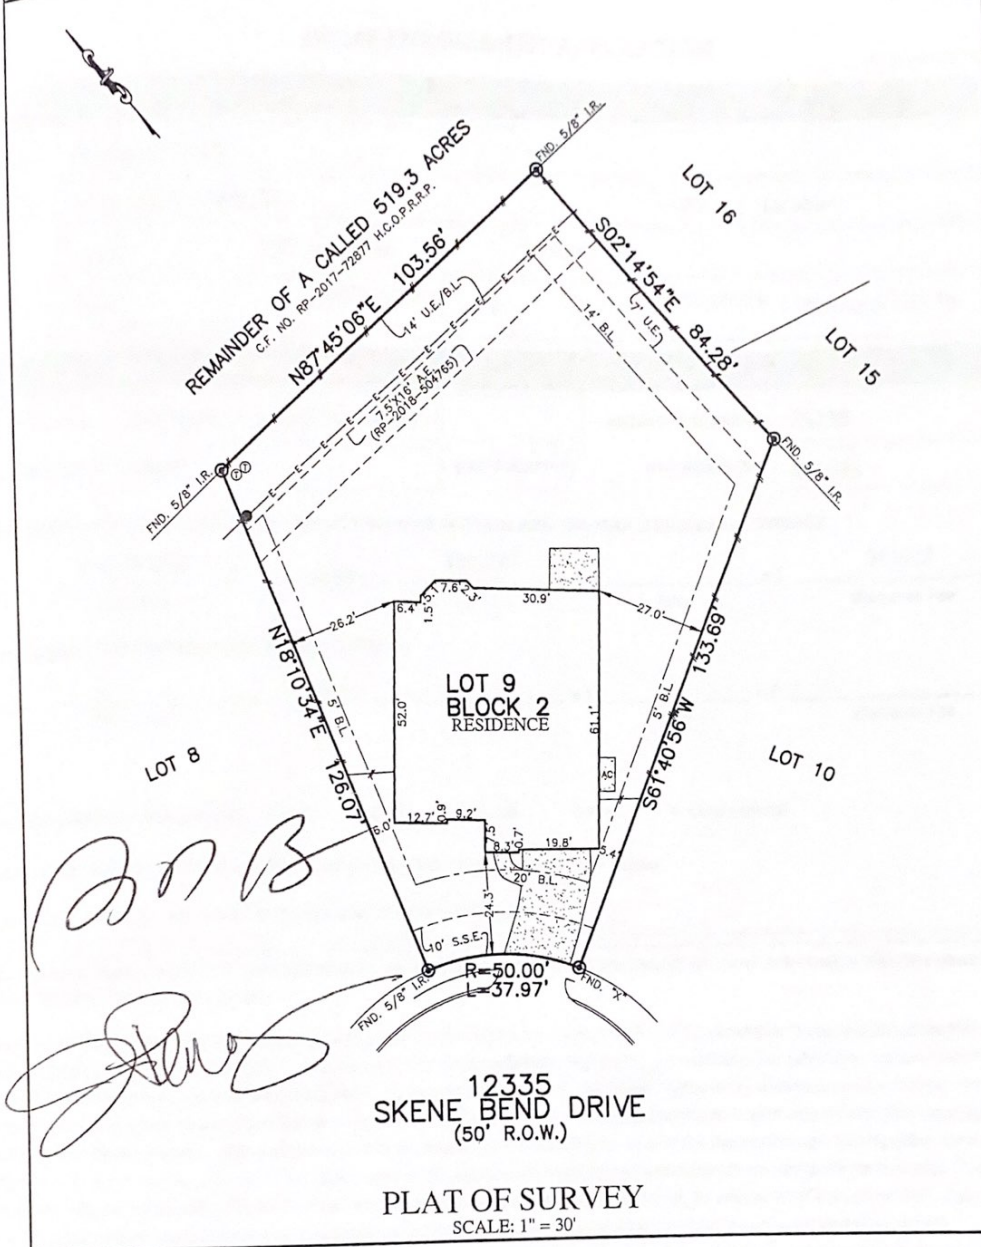 FND. 5/8" I.R.
LOT 16
REMAINDER OF A CALLED 519.3 ACRES
C.F. NO. RP-2017-72877 H.C.O.P.R.R.P.
N87°45'06"E 103.56'
S02°14'54"E 84.28'
14' U.E./B.L.
7.5'X16' A.E.
(RP-2018-504765)
14' B.L.
7' U.E.
LOT 15
FND. 5/8" I.R.
FND. 5/8" I.R.
7.6'
30.9'
6.4'
1.5'
26.2'
27.0'
N18°10'34"E 126.07'
5' B.L.
LOT 9
BLOCK 2
RESIDENCE
52.0'
61.1'
5' B.L.
S61°40'56"W 133.69'
LOT 8
LOT 10
AC
12.7'
0.9'
9.2'
6.0'
8.3'
0.7'
19.8'
5.4'
20' B.L.
24.3'
10' S.S.E.
FND. 5/8" I.R.
R=50.00'
L=37.97'
FND. "X"
12335
SKENE BEND DRIVE
(50' R.O.W.)
PLAT OF SURVEY
SCALE: 1" = 30'